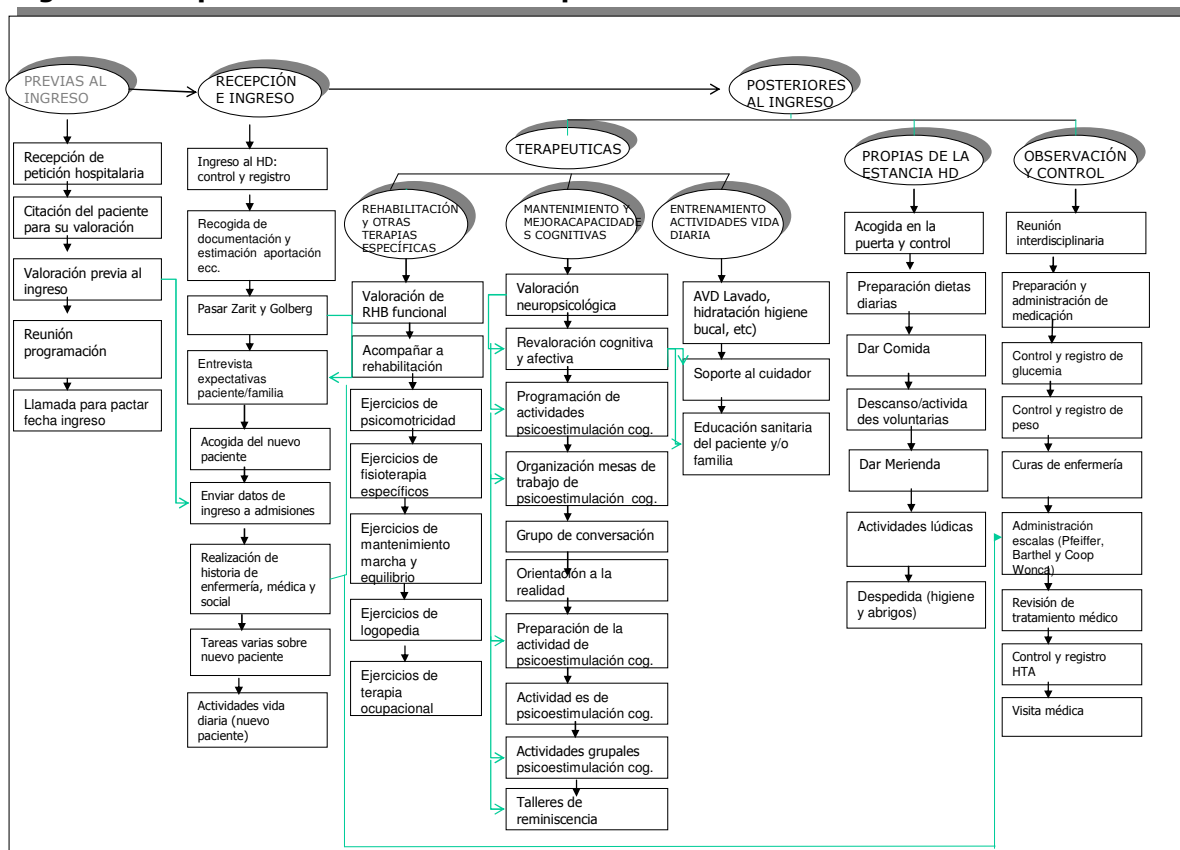 PREVIAS AL
INGRESO
RECEPCIÓN
E INGRESO
POSTERIORES
AL INGRESO
TERAPEUTICAS
PROPIAS DE LA
ESTANCIA HD
OBSERVACIÓN
Y CONTROL
REHABILITACIÓN
y OTRAS
TERAPIAS
ESPECÍFICAS
MANTENIMIENTO Y
MEJORACAPACIDADE
S COGNITIVAS
ENTRENAMIENTO
ACTIVIDADES VIDA
DIARIA
Recepción de
petición hospitalaria
Citación del paciente
para su valoración
Valoración previa al
ingreso
Reunión
programación
Llamada para pactar
fecha ingreso
Ingreso al HD:
control y registro
Recogida de
documentación y
estimación aportación
ecc.
Pasar Zarit y Golberg
Entrevista
expectativas
paciente/familia
Acogida del nuevo
paciente
Enviar datos de
ingreso a admisiones
Realización de
historia de
enfermería, médica y
social
Tareas varias sobre
nuevo paciente
Actividades vida
diaria (nuevo
paciente)
Valoración de
RHB funcional
Acompañar a
rehabilitación
Ejercicios de
psicomotricidad
Ejercicios de
fisioterapia
específicos
Ejercicios de
mantenimiento
marcha y
equilibrio
Ejercicios de
logopedia
Ejercicios de
terapia
ocupacional
Valoración
neuropsicológica
Revaloración cognitiva
y afectiva
Programación de
actividades
psicoestimulación cog.
Organización mesas de
trabajo de
psicoestimulación cog.
Grupo de conversación
Orientación a la
realidad
Preparación de la
actividad de
psicoestimulación cog.
Actividad es de
psicoestimulación cog.
Actividades grupales
psicoestimulación cog.
Talleres de
reminiscencia
AVD Lavado,
hidratación higiene
bucal, etc)
Soporte al cuidador
Educación sanitaria
del paciente y/o
familia
Acogida en la
puerta y control
Preparación dietas
diarias
Dar Comida
Descanso/activida
des voluntarias
Dar Merienda
Actividades lúdicas
Despedida (higiene
y abrigos)
Reunión
interdisciplinaria
Preparación y
administración de
medicación
Control y registro de
glucemia
Control y registro de
peso
Curas de enfermería
Administración
escalas (Pfeiffer,
Barthel y Coop
Wonca)
Revisión de
tratamiento médico
Control y registro
HTA
Visita médica